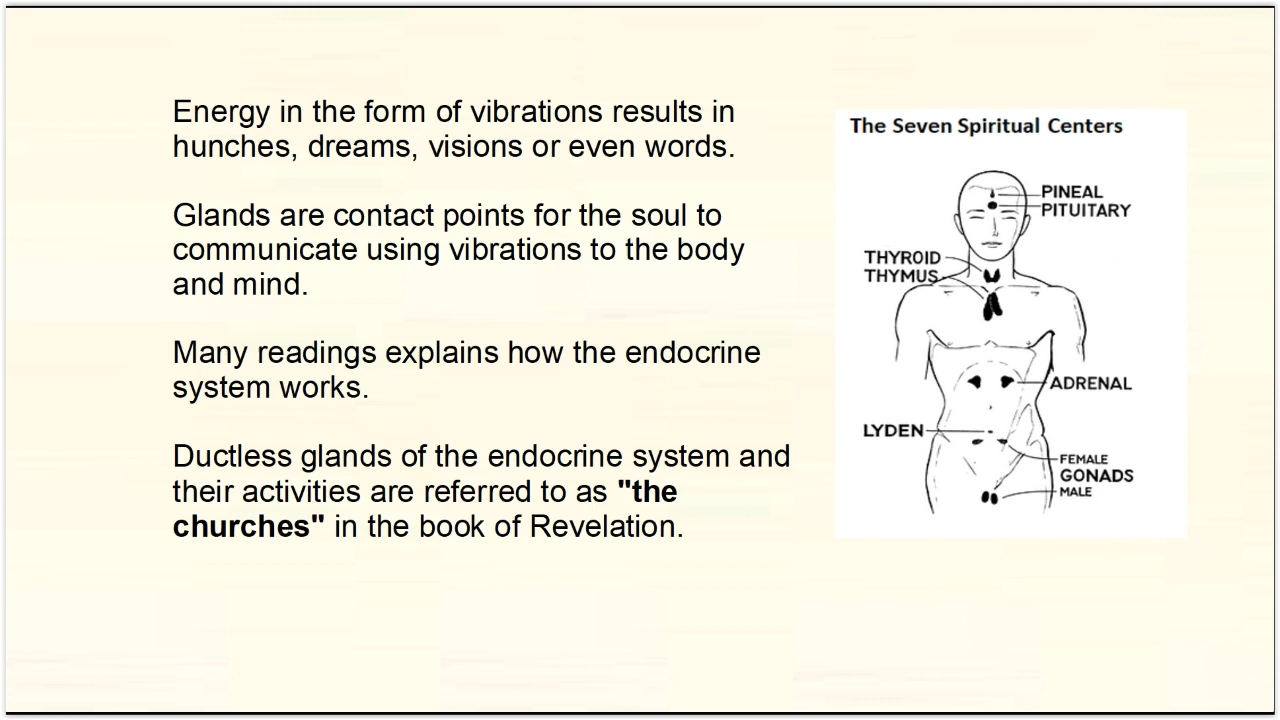 Energy in the form of vibrations results in
hunches, dreams, visions or even words.
Glands are contact points for the soul to
communicate using vibrations to the body
and mind.
Many readings explains how the endocrine
system works.
Ductless glands of the endocrine system and
their activities are referred to as "the
churches" in the book of Revelation.
The Seven Spiritual Centers
PINEAL
PITUITARY
THYROID
THYMUS
ADRENAL
LYDEN
FEMALE
GONADS
MALE